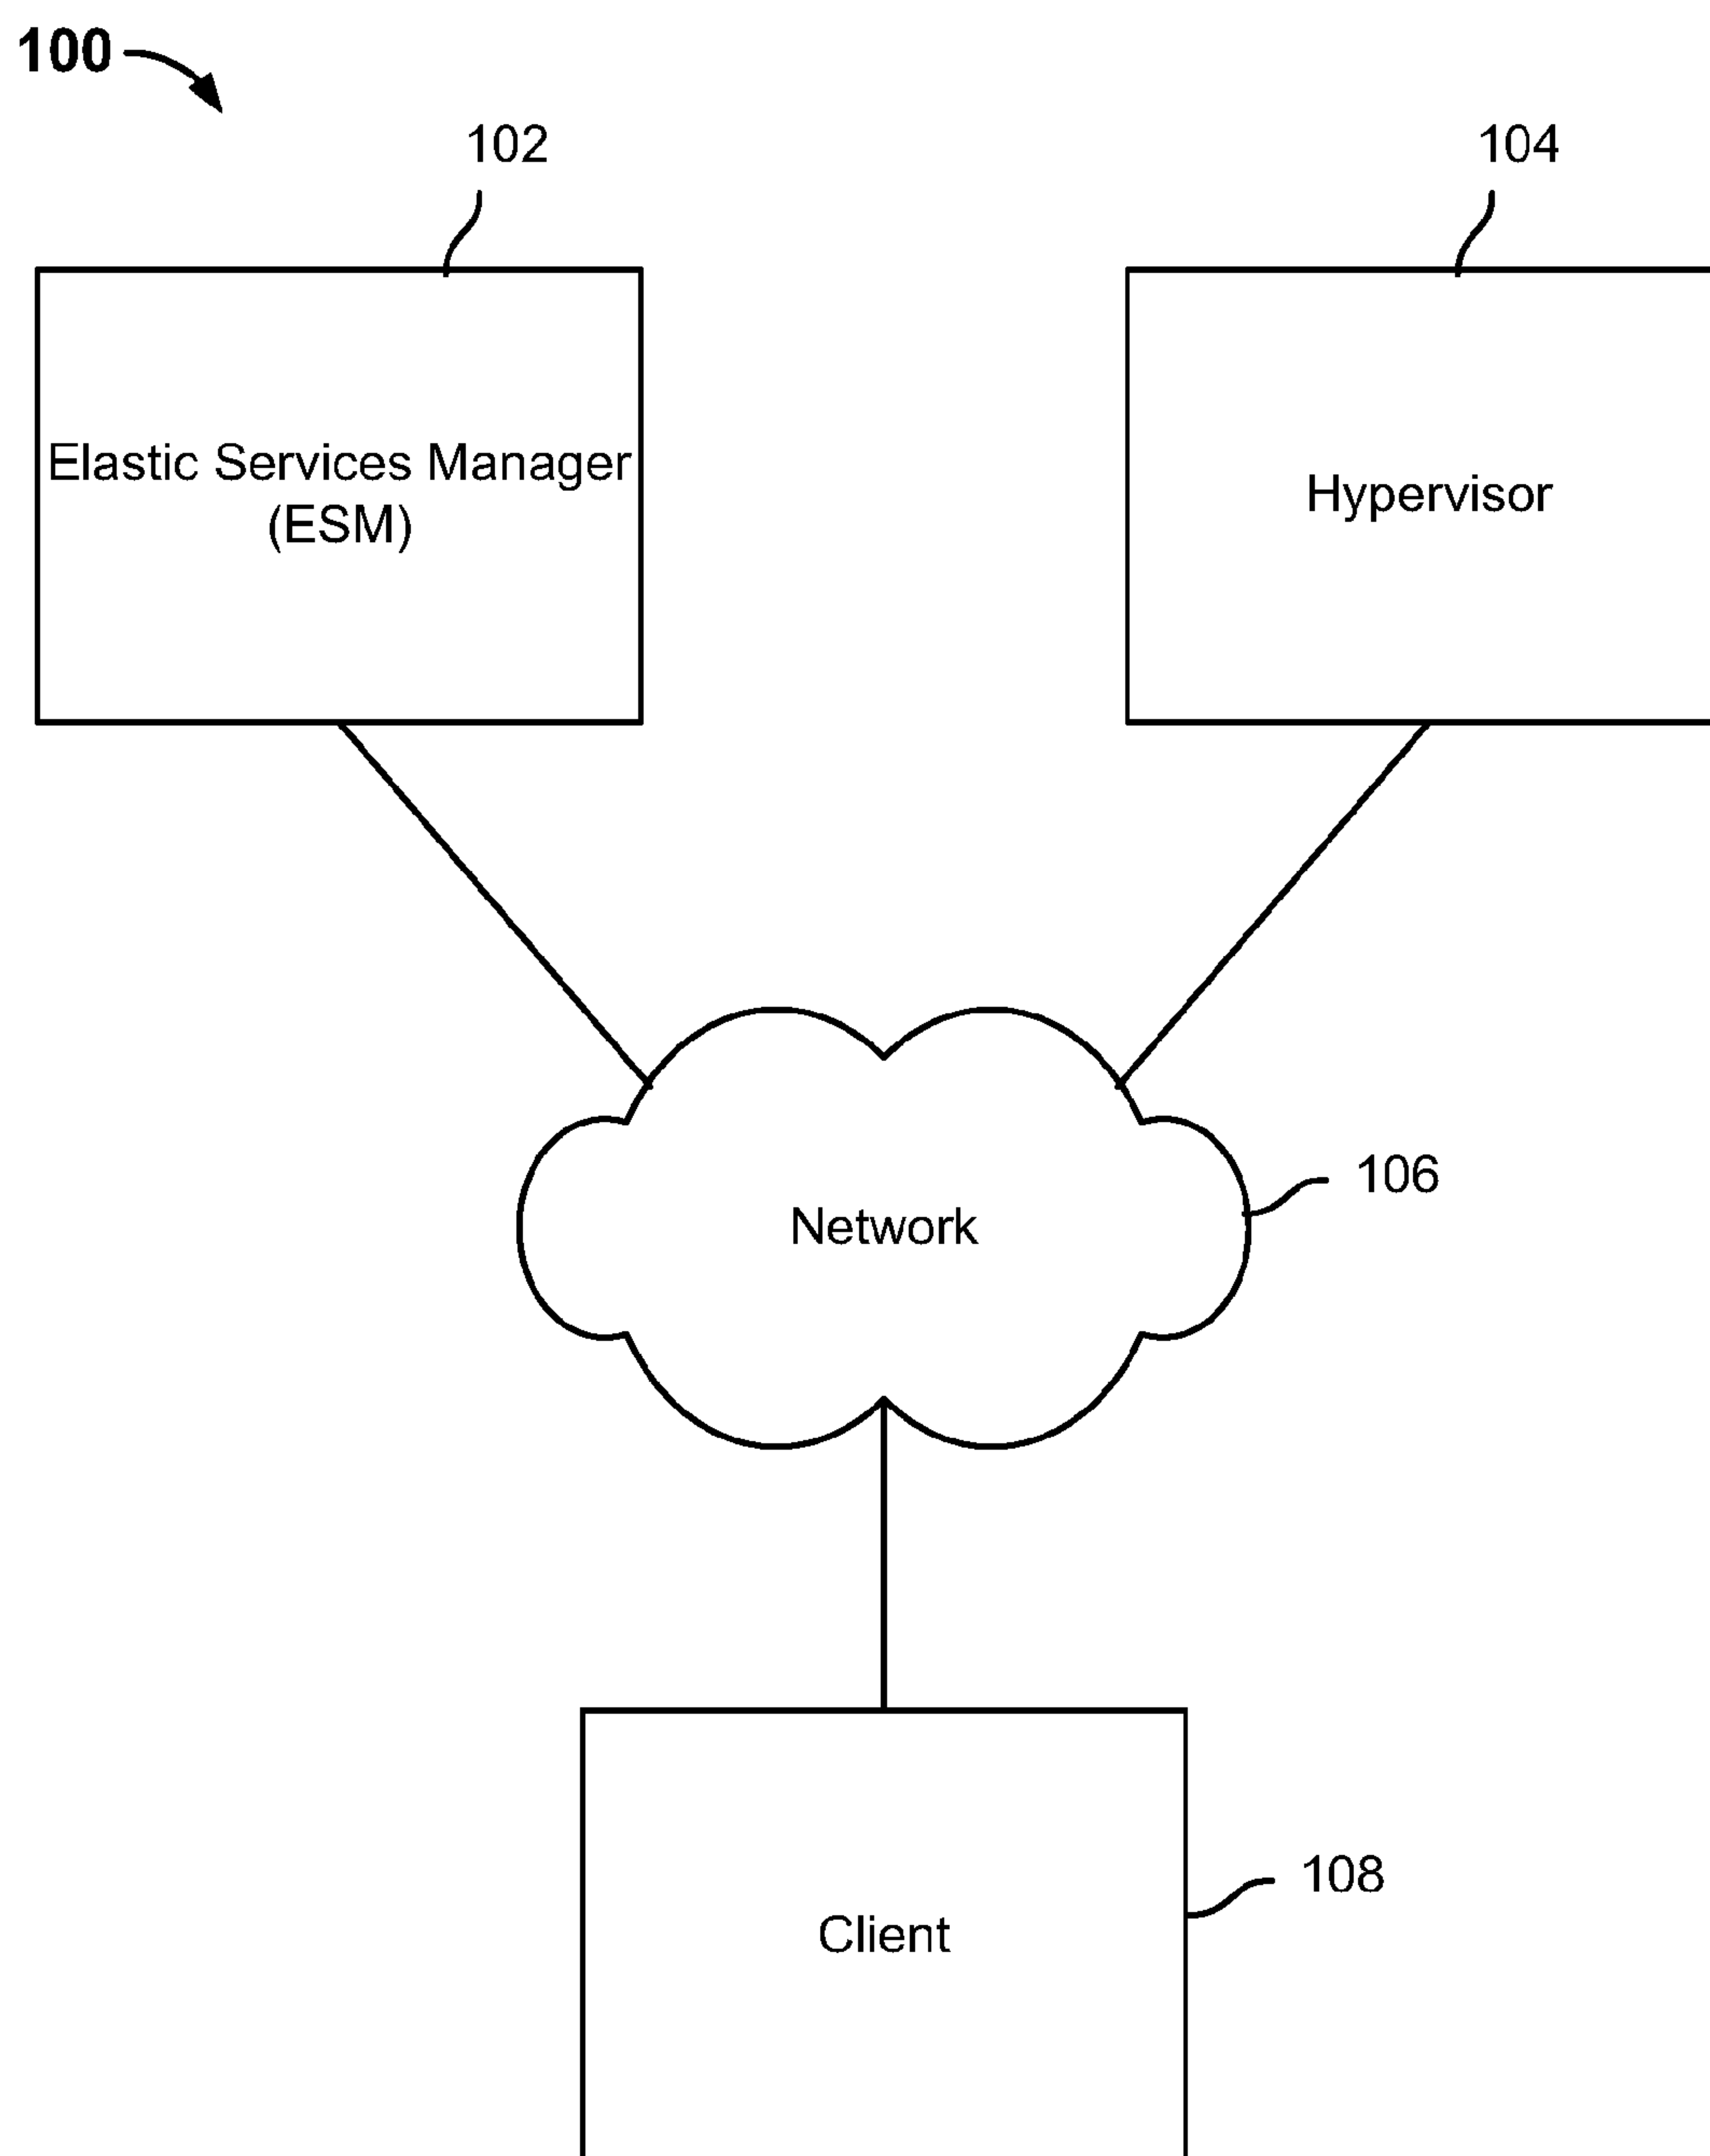 100
102
104
Elastic Services Manager
(ESM)
Hypervisor
106
Network
108
Client